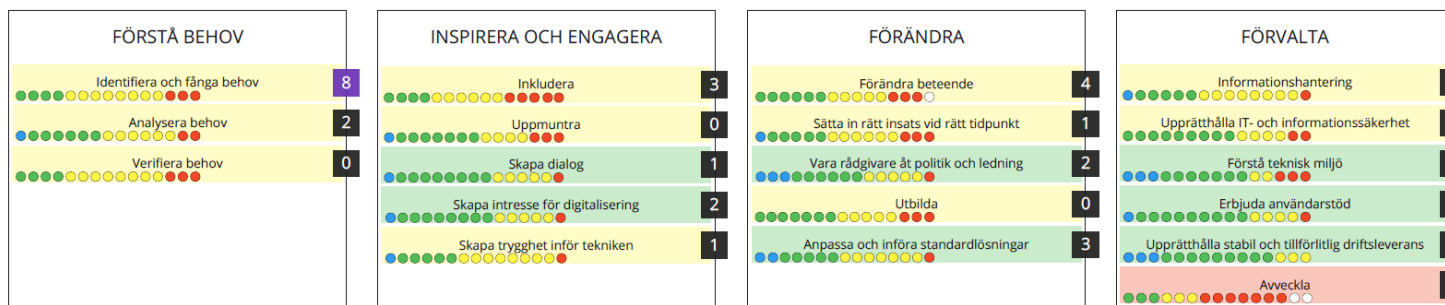 FÖRSTÅ BEHOV
Identifiera och fånga behov
8
Analysera behov
2
Verifiera behov
0
INSPIRERA OCH ENGAGERA
Inkludera
3
Uppmuntra
0
Skapa dialog
1
Skapa intresse för digitalisering
2
Skapa trygghet inför tekniken
1
FÖRÄNDRA
Förändra beteende
4
Sätta in rätt insats vid rätt tidpunkt
1
Vara rådgivare åt politik och ledning
2
Utbilda
0
Anpassa och införa standardlösningar
3
FÖRVALTA
Informationshantering
Upprätthålla IT- och informationssäkerhet
Förstå teknisk miljö
Erbjuda användarstöd
Upprätthålla stabil och tillförlitlig driftsleverans
Avveckla